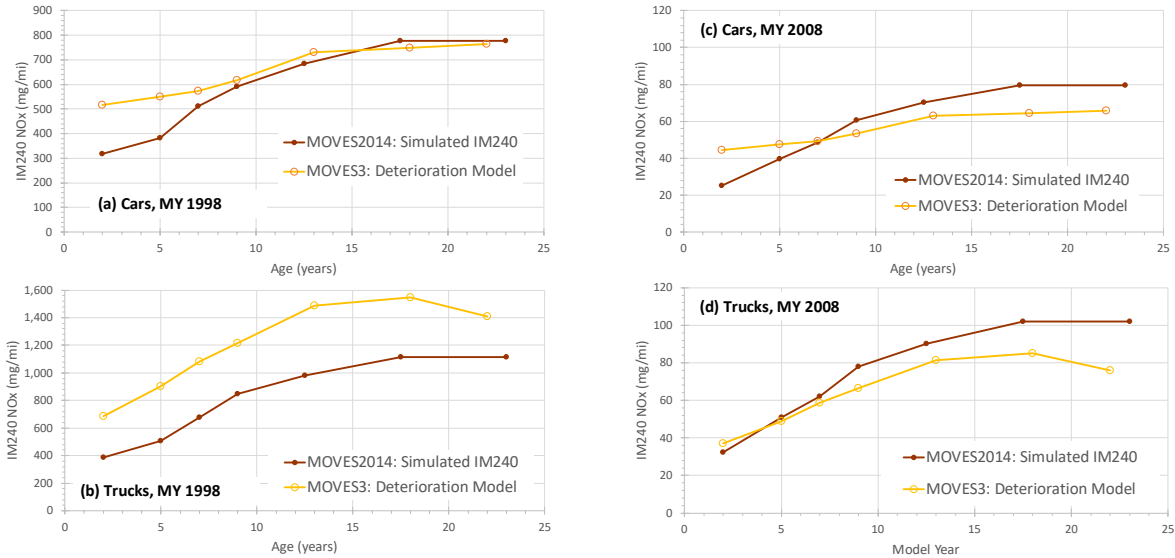 900
800
700
600
500
400
300
200
100
0
IM240 NOx (mg/mi)
MOVES2014: Simulated IM240
MOVES3: Deterioration Model
(a) Cars, MY 1998
0 5 10 15 20 25
Age (years)
120
100
80
60
40
20
0
IM240 NOx (mg/mi)
(c) Cars, MY 2008
MOVES2014: Simulated IM240
MOVES3: Deterioration Model
0 5 10 15 20 25
Age (years)
1,600
1,400
1,200
1,000
800
600
400
200
0
IM240 NOx (mg/mi)
MOVES2014: Simulated IM240
MOVES3: Deterioration Model
(b) Trucks, MY 1998
0 5 10 15 20 25
Age (years)
120
100
80
60
40
20
0
IM240 NOx (mg/mi)
(d) Trucks, MY 2008
MOVES2014: Simulated IM240
MOVES3: Deterioration Model
0 5 10 15 20 25
Model Year